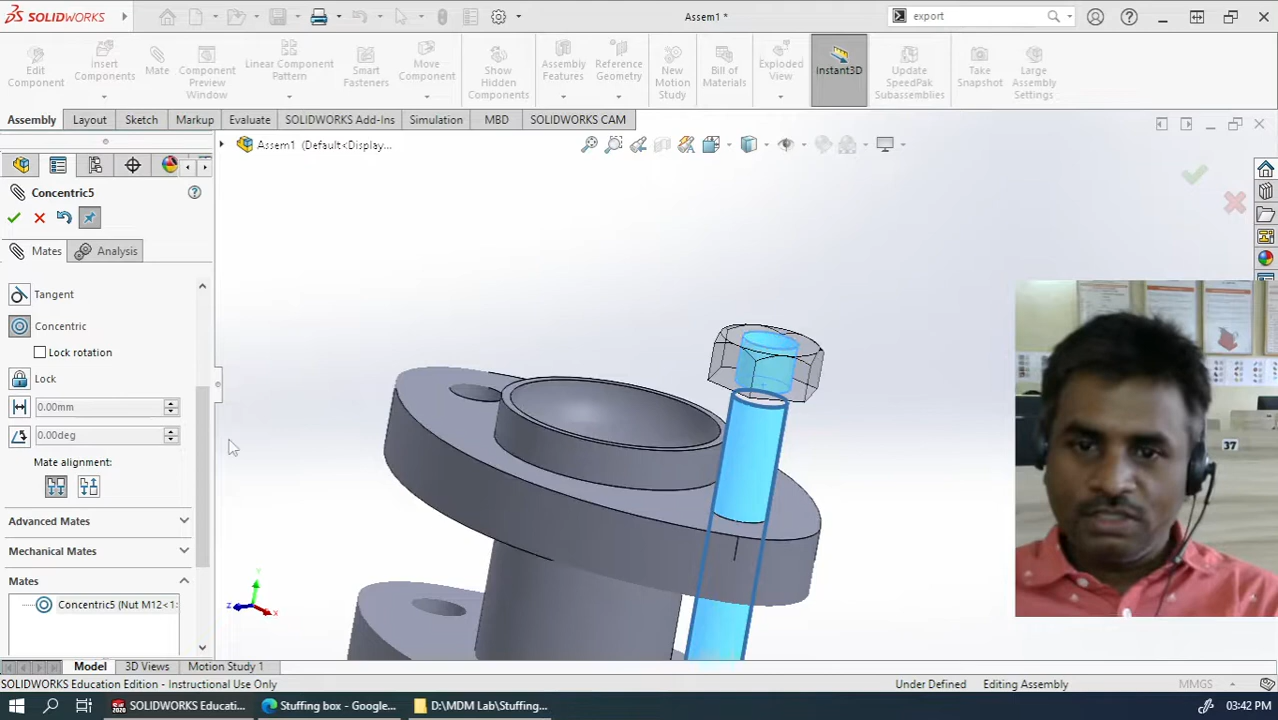 SOLIDWORKS
Assem1 *
export
Edit Component
Insert Components
Mate
Component Preview Window
Linear Component Pattern
Smart Fasteners
Move Component
Show Hidden Components
Assembly Features
Reference Geometry
New Motion Study
Bill of Materials
Exploded View
Instant3D
Update SpeedPak Subassemblies
Take Snapshot
Large Assembly Settings
Assembly
Layout
Sketch
Markup
Evaluate
SOLIDWORKS Add-Ins
Simulation
MBD
SOLIDWORKS CAM
Assem1 (Default<Display...
Concentric5
Mates
Analysis
Tangent
Concentric
Lock rotation
Lock
0.00mm
0.00deg
Mate alignment:
Advanced Mates
Mechanical Mates
Mates
Concentric5 (Nut M12<1>
37
Y
Z
X
Model
3D Views
Motion Study 1
SOLIDWORKS Education Edition - Instructional Use Only
Under Defined
Editing Assembly
MMGS
SOLIDWORKS Educati...
Stuffing box - Google...
D:\MDM Lab\Stuffing...
03:42 PM